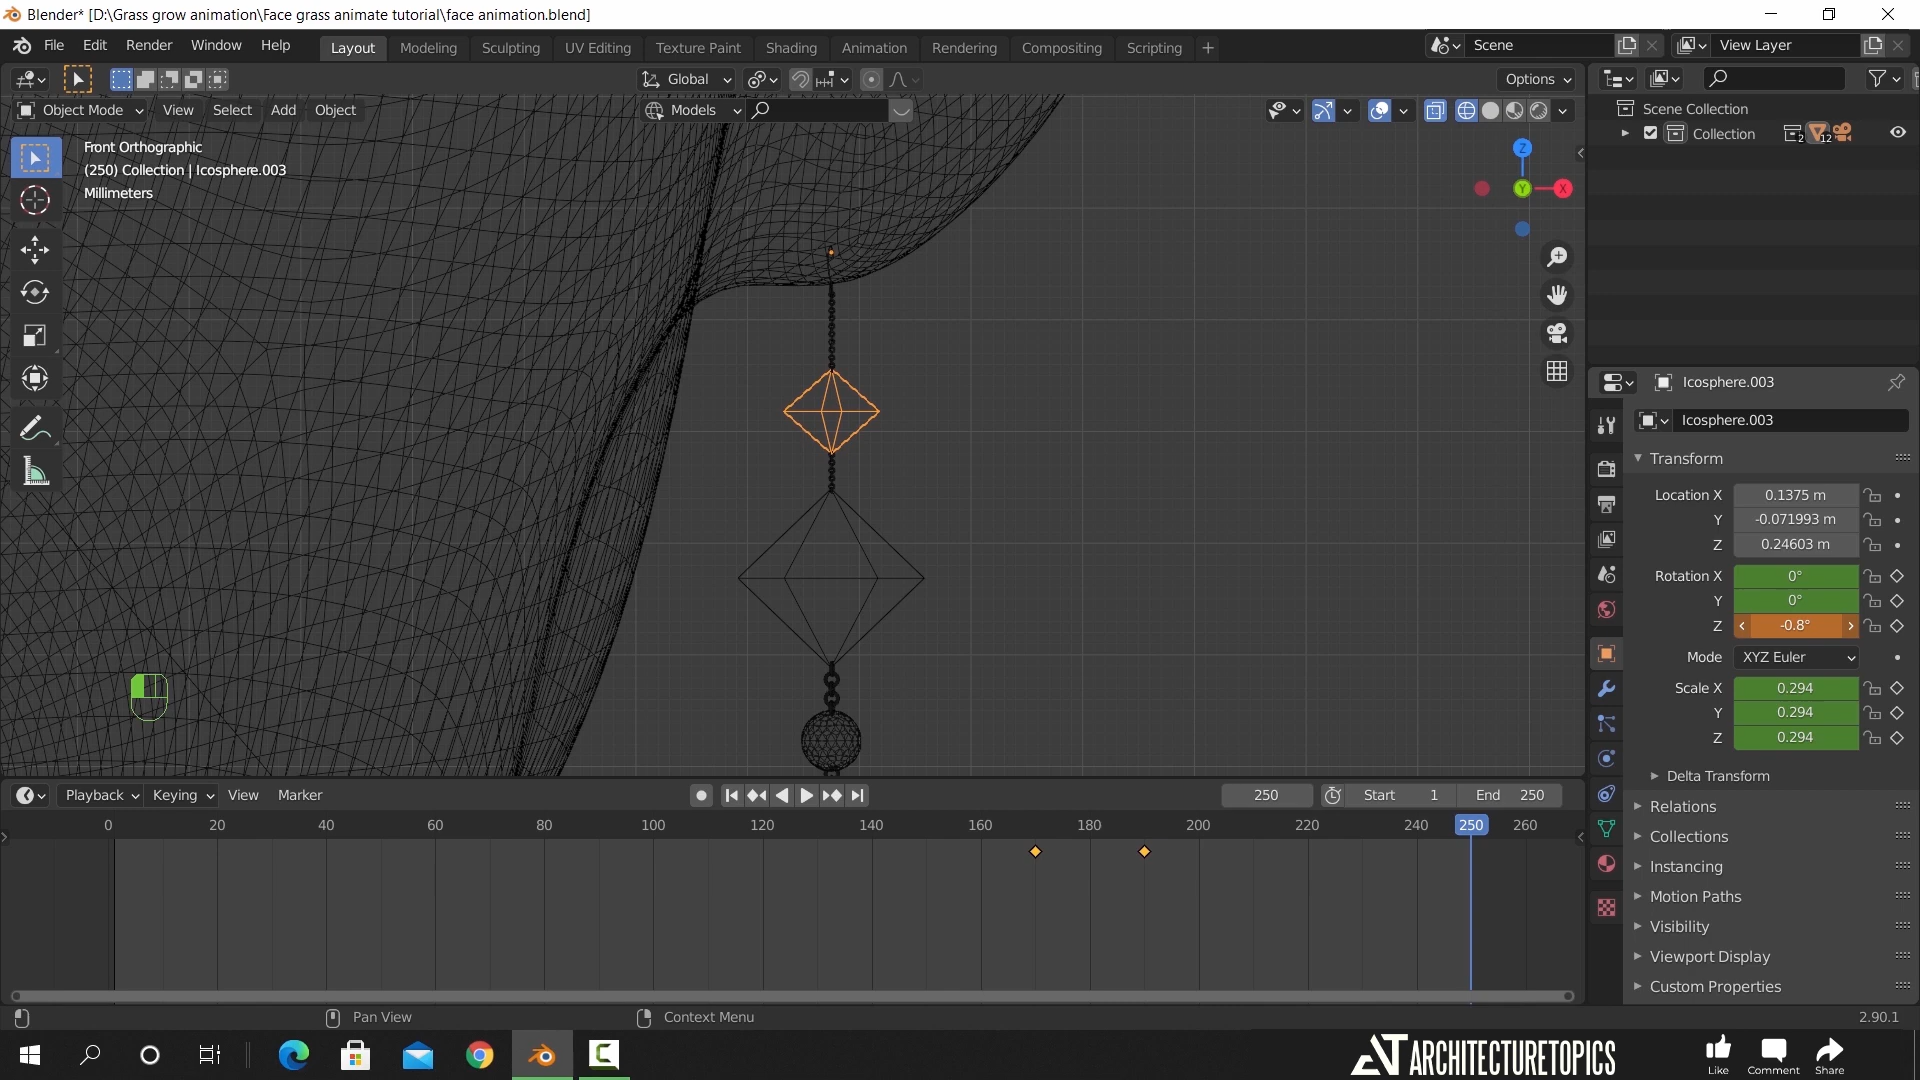 Blender* [D:\Grass grow animation\Face grass animate tutorial\face animation.blend]
File Edit Render Window Help Layout Modeling Sculpting UV Editing Texture Paint Shading Animation Rendering Compositing Scripting + Scene View Layer
Global Options
Object Mode View Select Add Object Models
Scene Collection
Collection 2 12
Front Orthographic
(250) Collection | Icosphere.003
Millimeters
Z
Y X
Icosphere.003
Icosphere.003
Transform
Location X 0.1375 m
Y -0.071993 m
Z 0.24603 m
Rotation X 0°
Y 0°
Z -0.8°
Mode XYZ Euler
Scale X 0.294
Y 0.294
Z 0.294
Delta Transform
Relations
Collections
Instancing
Motion Paths
Visibility
Viewport Display
Custom Properties
Playback Keying View Marker 250 Start 1 End 250
0 20 40 60 80 100 120 140 160 180 200 220 240 250 260
Pan View Context Menu 2.90.1
AT ARCHITECTURETOPICS
Like Comment Share